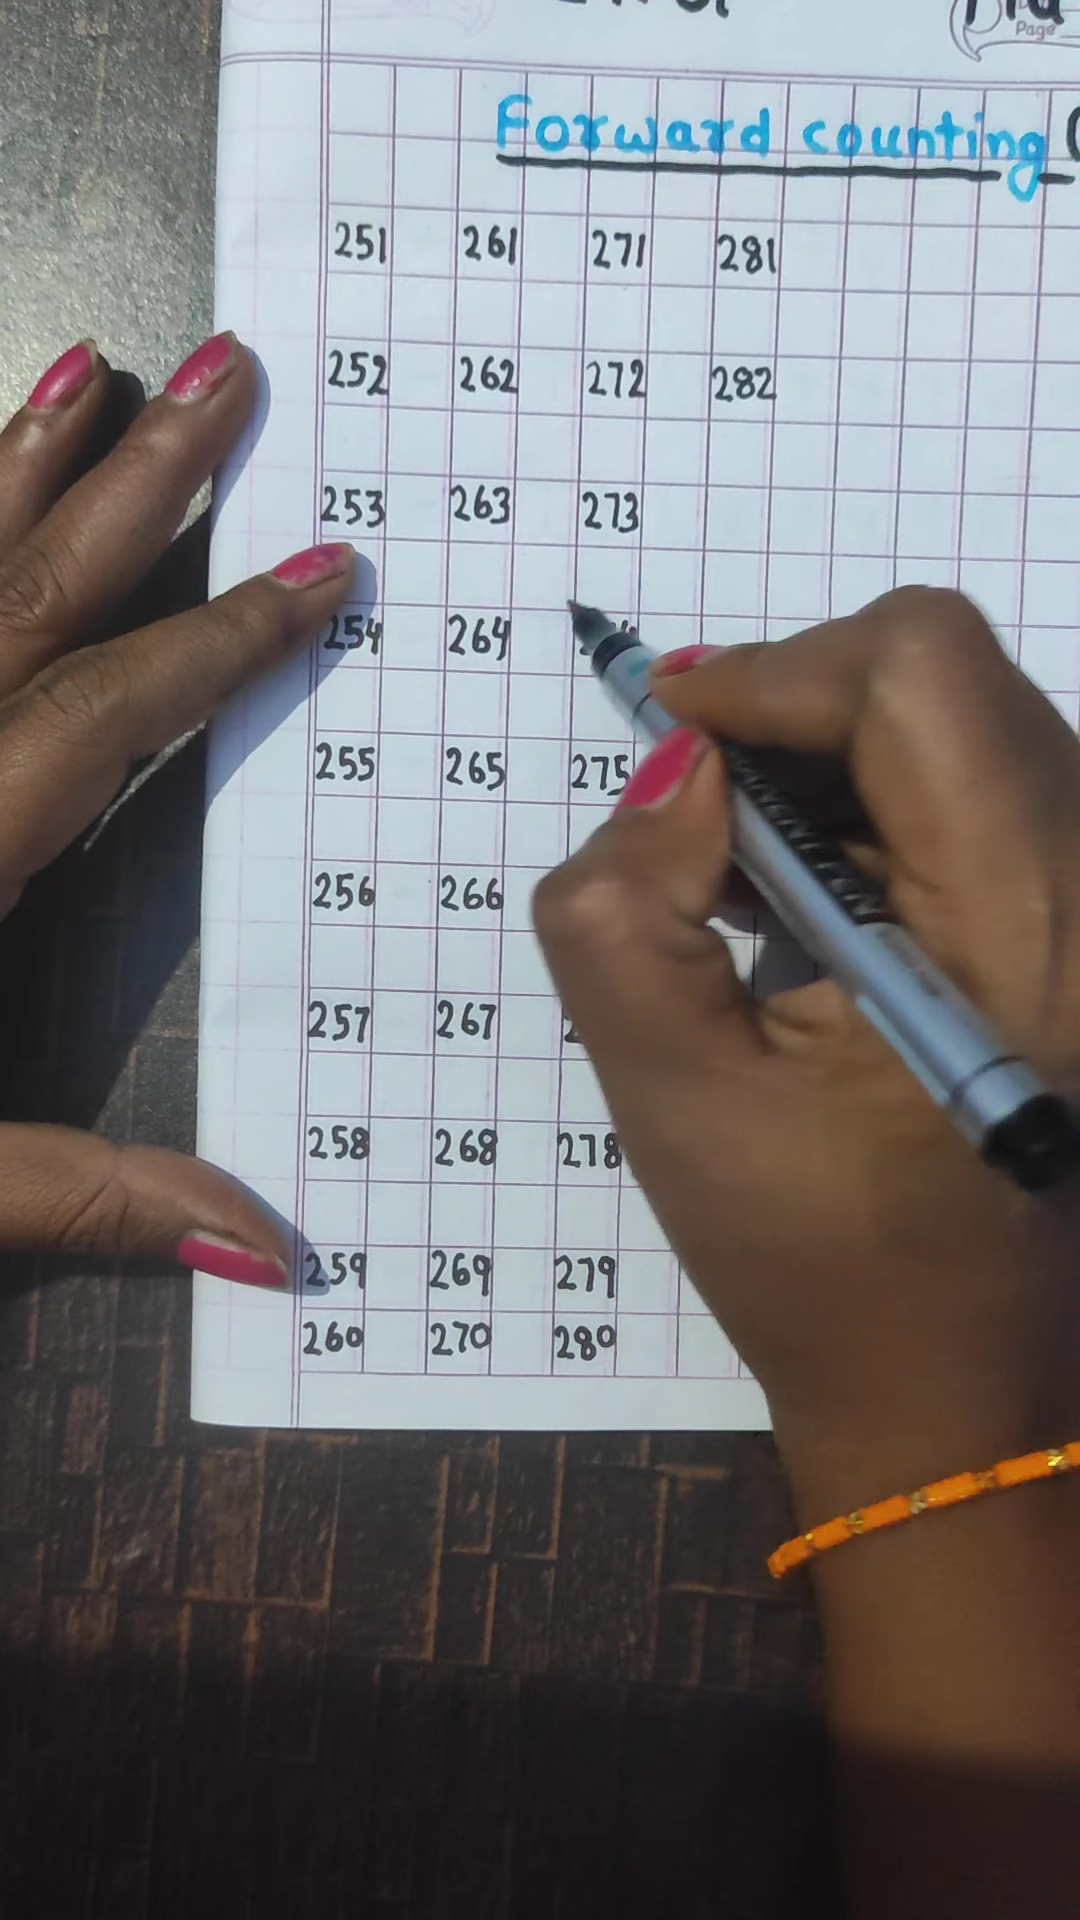 Page
Forward counting (
251 261 271 281
252 262 272 282
253 263 273
254 264
255 265 275
256 266
257 267
258 268 278
259 269 279
260 270 280